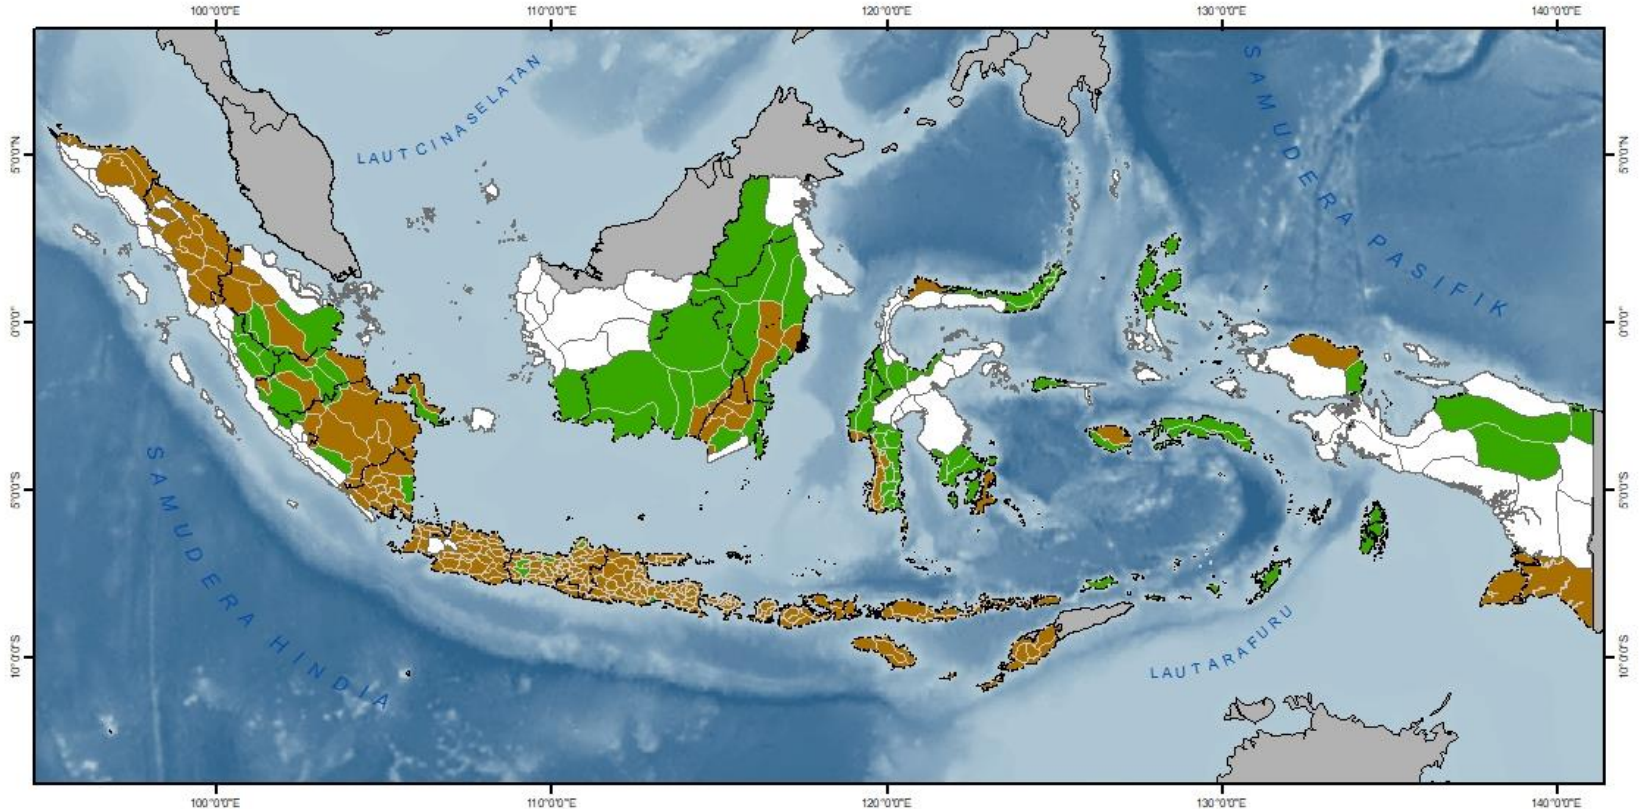 100°0'0"E 110°0'0"E 120°0'0"E 130°0'0"E 140°0'0"E
LAUT CINA SELATAN
SAMUDERA PASIFIK
5°0'0"N 5°0'0"N
0°0'0" 0°0'0"
5°0'0"S 5°0'0"S
SAMUDERA HINDIA
LAUT ARAFURU
10°0'0"S 10°0'0"S
100°0'0"E 110°0'0"E 120°0'0"E 130°0'0"E 140°0'0"E